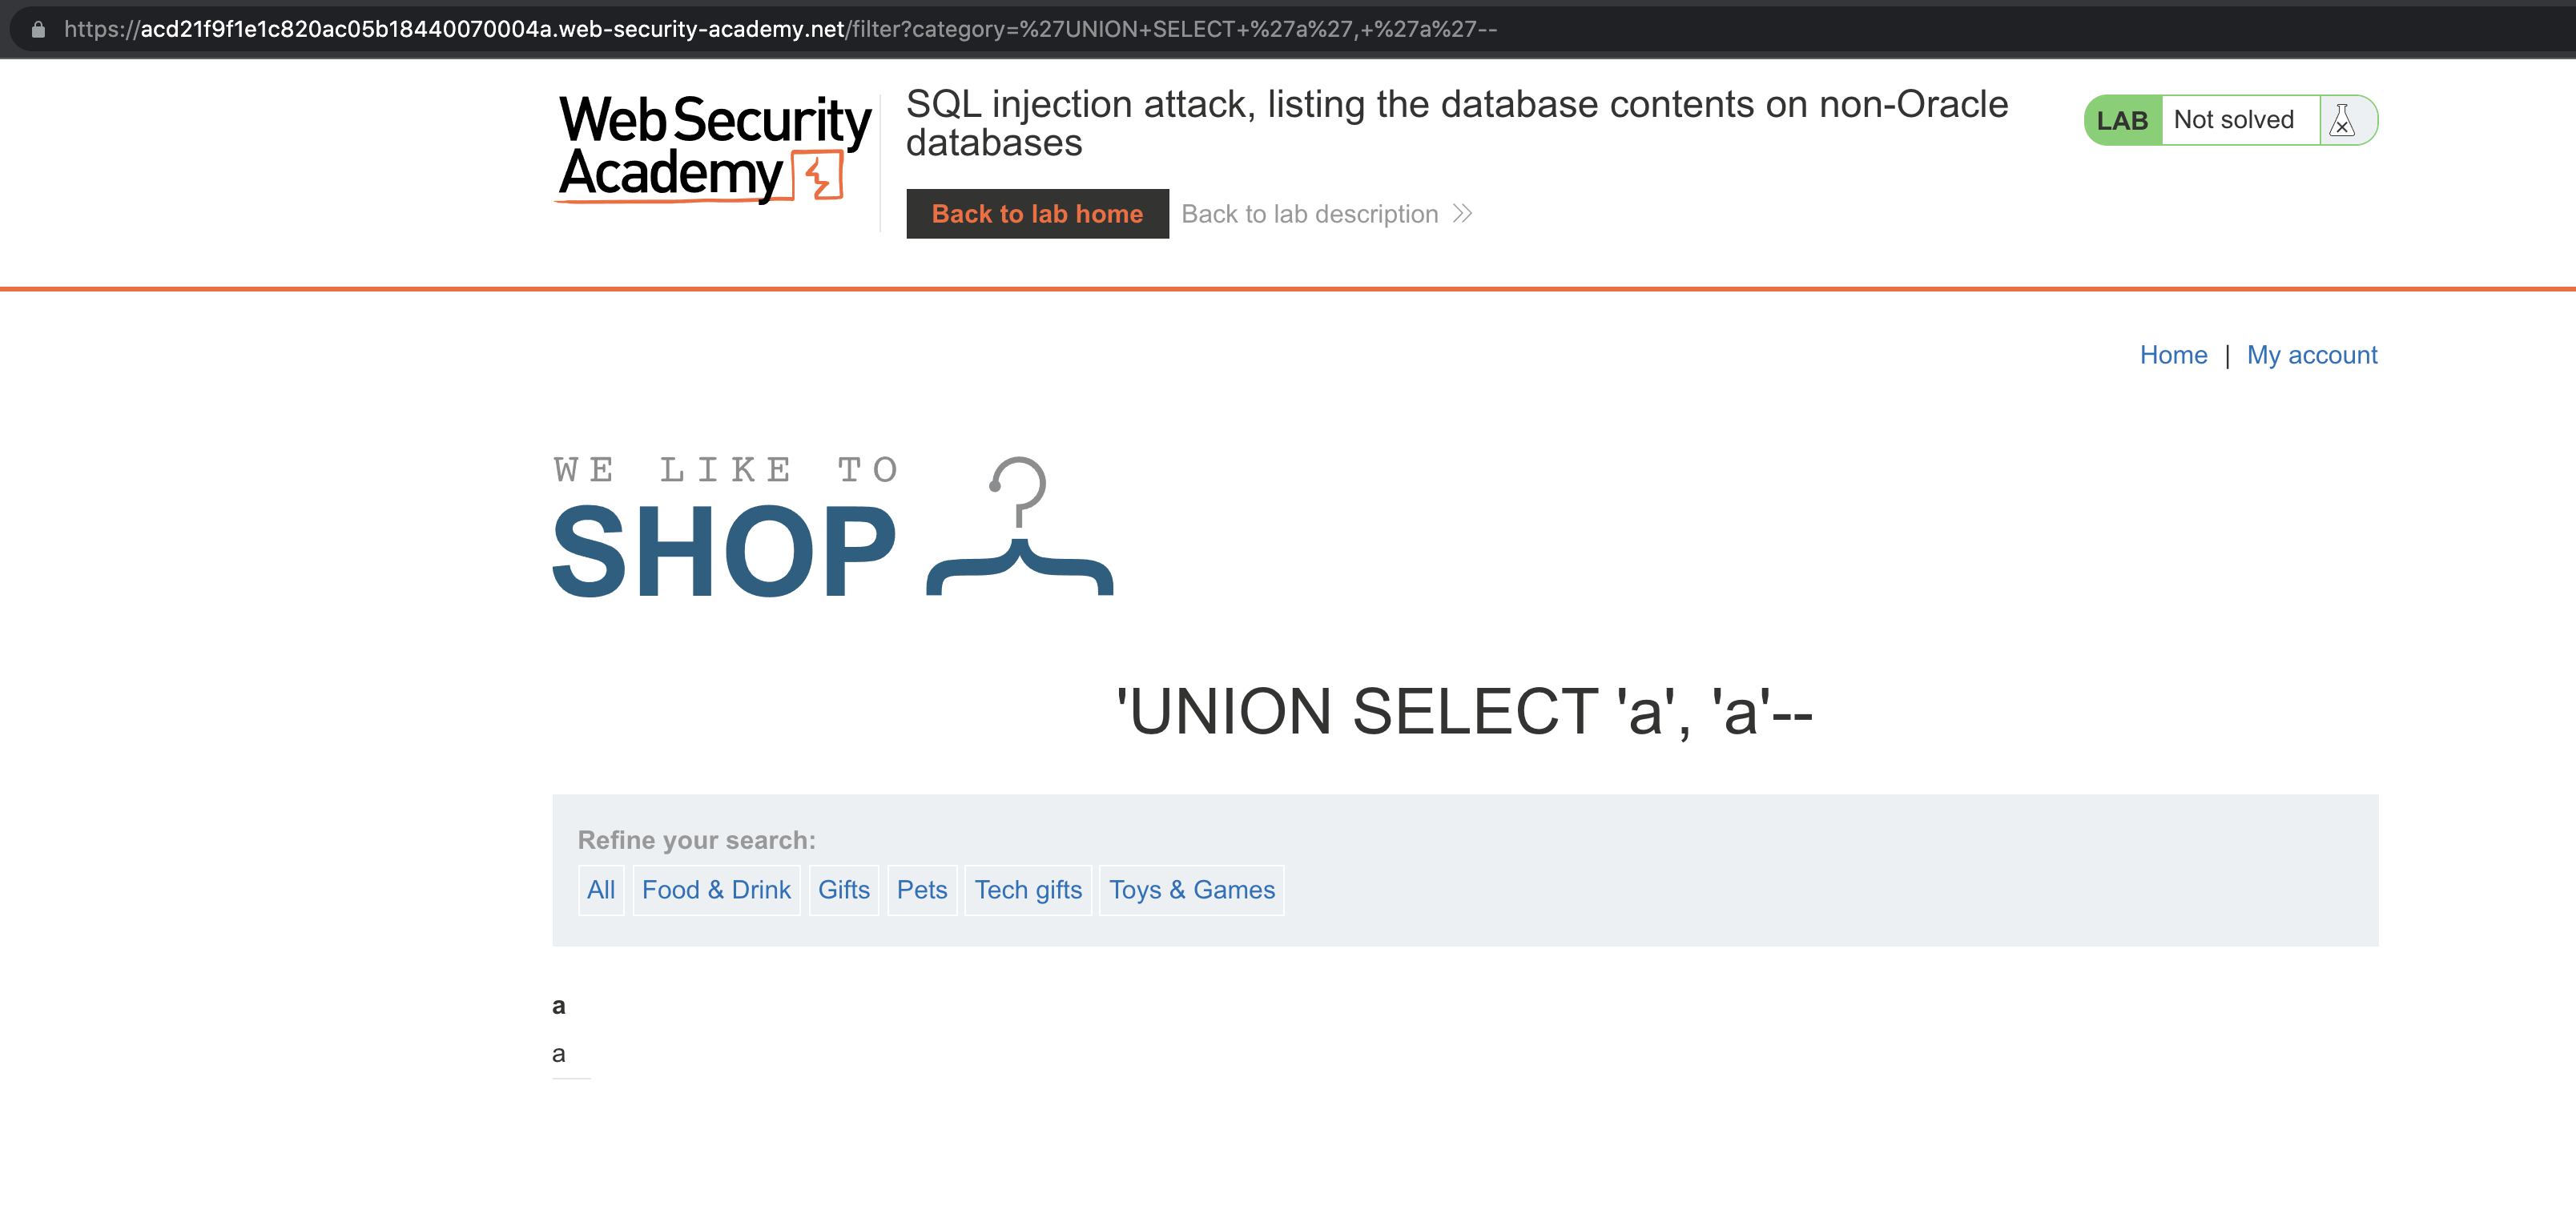 https://acd21f9f1e1c820ac05b18440070004a.web-security-academy.net/filter?category=%27UNION+SELECT+%27a%27,+%27a%27--
Web Security
Academy
SQL injection attack, listing the database contents on non-Oracle
databases
LAB Not solved
Back to lab home Back to lab description
Home | My account
WE LIKE TO
SHOP
'UNION SELECT 'a', 'a'--
Refine your search:
All Food & Drink Gifts Pets Tech gifts Toys & Games
a
a